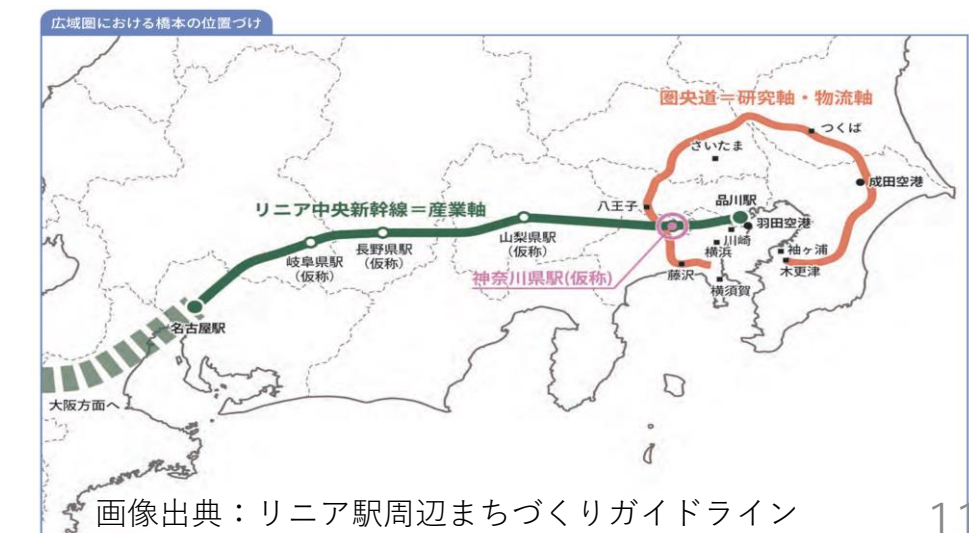 広域圏における橋本の位置づけ
圏央道＝研究軸・物流軸
つくば
さいたま
成田空港
八王子
品川駅
リニア中央新幹線＝産業軸
羽田空港
川崎
山梨県駅
（仮称）
横浜
長野県駅
（仮称）
袖ヶ浦
岐阜県駅
（仮称）
木更津
神奈川県駅(仮称)
藤沢
横須賀
名古屋駅
大阪方面へ
画像出典：リニア駅周辺まちづくりガイドライン
11